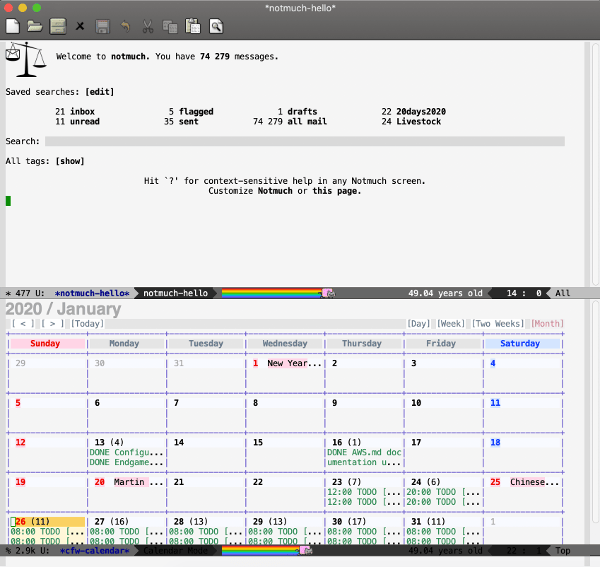 *notmuch-hello*
Welcome to notmuch. You have 74 279 messages.
Saved searches: [edit]
21 inbox 5 flagged 1 drafts 22 20days2020
11 unread 35 sent 74 279 all mail 24 Livestock
Search:
All tags: [show]
Hit `?' for context-sensitive help in any Notmuch screen.
Customize Notmuch or this page.
* 477 U: *notmuch-hello* notmuch-hello 49.04 years old 14 : 0 All
2020 / January
[ < ] [ > ] [Today] [Day] [Week] [Two Weeks] [Month]
Sunday Monday Tuesday Wednesday Thursday Friday Saturday
29 30 31 1 New Year... 2 3 4
5 6 7 8 9 10 11
12 13 (4) 14 15 16 (1) 17 18
DONE Configu... DONE AWS.md doc
DONE Endgame... umentation u...
19 20 Martin ... 21 22 23 (7) 24 (6) 25 Chinese...
12:00 TODO [... 20:00 TODO [...
12:00 TODO [... 20:00 TODO [...
26 (11) 27 (16) 28 (13) 29 (13) 30 (17) 31 (11) 1
08:00 TODO [... 08:00 TODO [... 08:00 TODO [... 08:00 TODO [... 08:00 TODO [... 08:00 TODO [...
08:00 TODO [... 08:00 TODO [... 08:00 TODO [... 08:00 TODO [... 08:00 TODO [... 08:00 TODO [...
% 2.9k U: *cfw-calendar* Calendar Mode 49.04 years old 22 : 1 Top